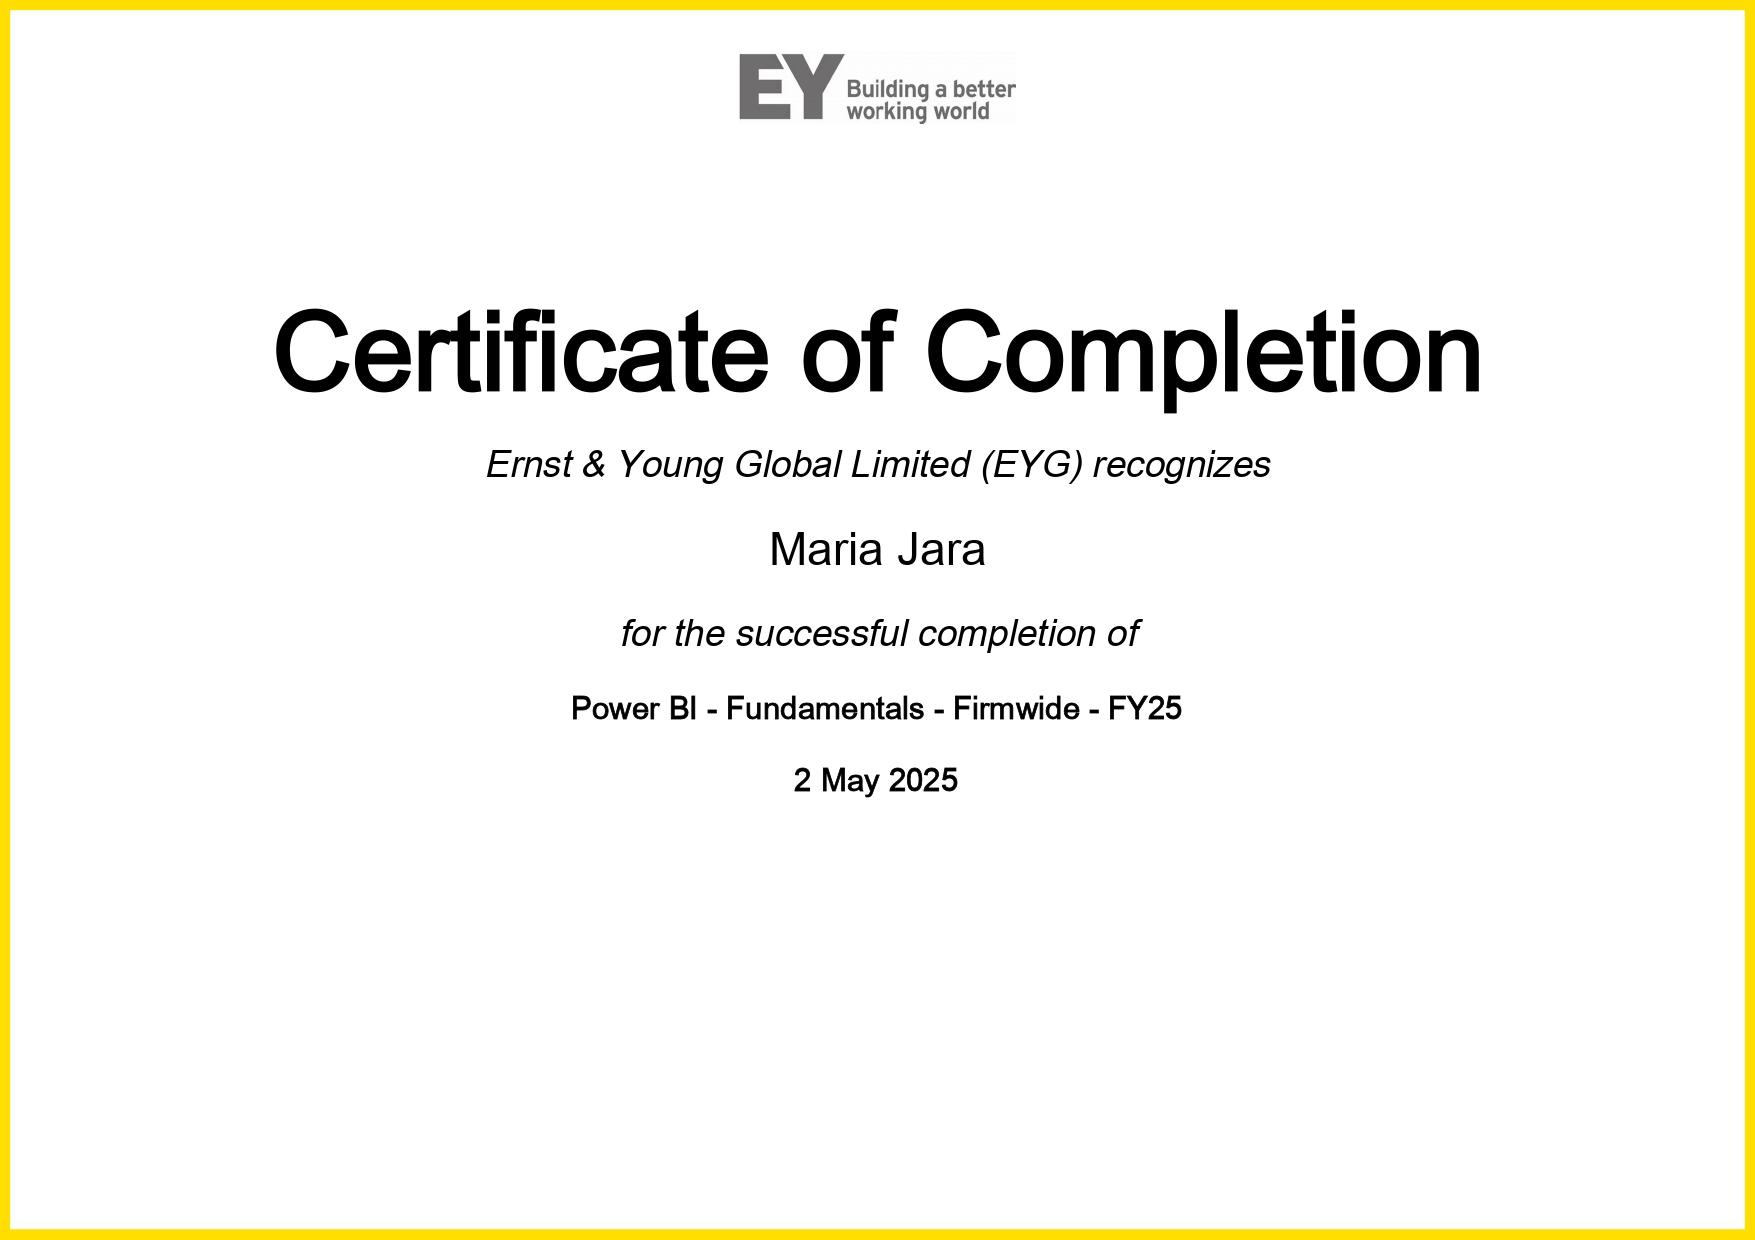 EY Building a better
working world
Certificate of Completion
Ernst & Young Global Limited (EYG) recognizes
Maria Jara
for the successful completion of
Power BI - Fundamentals - Firmwide - FY25
2 May 2025